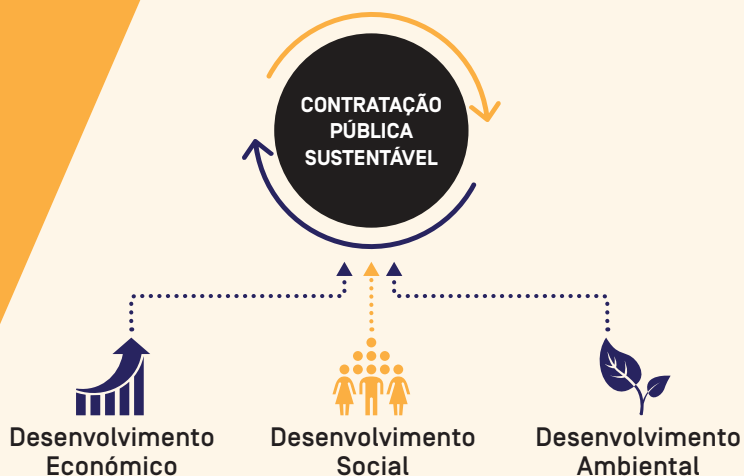 CONTRATAÇÃO
PÚBLICA
SUSTENTÁVEL
Desenvolvimento
Económico
Desenvolvimento
Social
Desenvolvimento
Ambiental